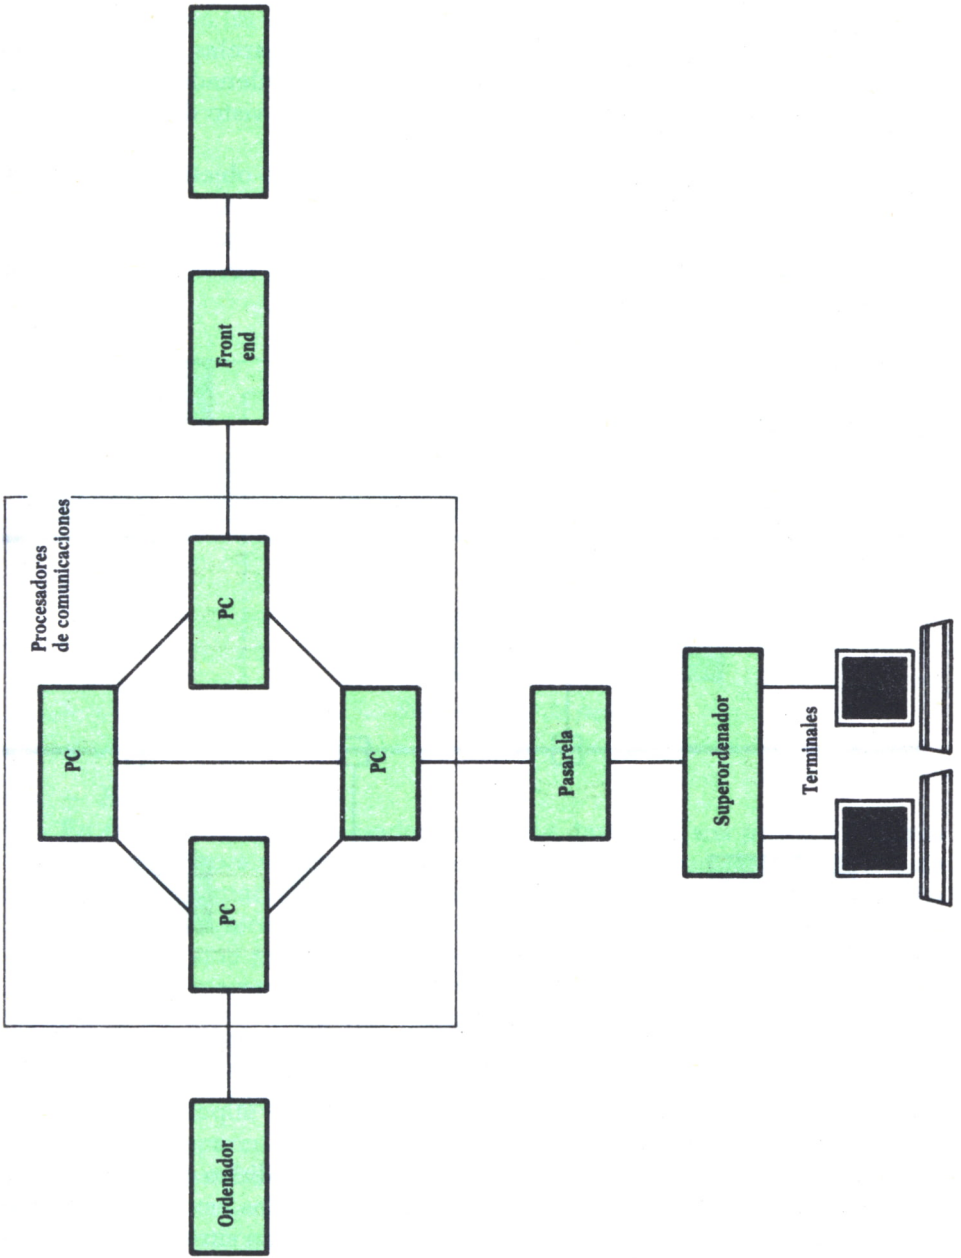 Procesadores
de comunicaciones
PC
Ordenador
PC
PC
Front
end
PC
Pasarela
Superordenador
Terminales